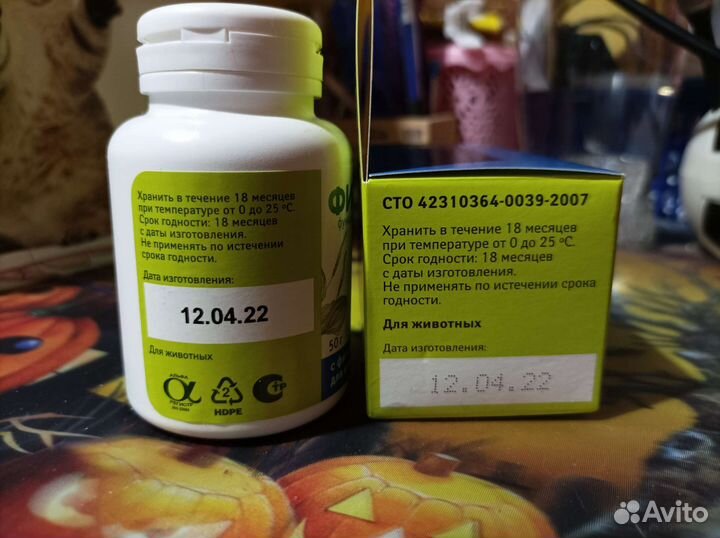 Хранить в течение 18 месяцев
при температуре от 0 до 25 °С.
Срок годности: 18 месяцев
с даты изготовления.
Не применять по истечении
срока годности.
Дата изготовления:
12.04.22
Для животных
АЛЬФА
РЕГИСТР
2
HDPE
50 г
СТО 42310364-0039-2007
Хранить в течение 18 месяцев
при температуре от 0 до 25 °С.
Срок годности: 18 месяцев
с даты изготовления.
Не применять по истечении срока
годности.
Для животных
Дата изготовления:
12.04.22
Avito